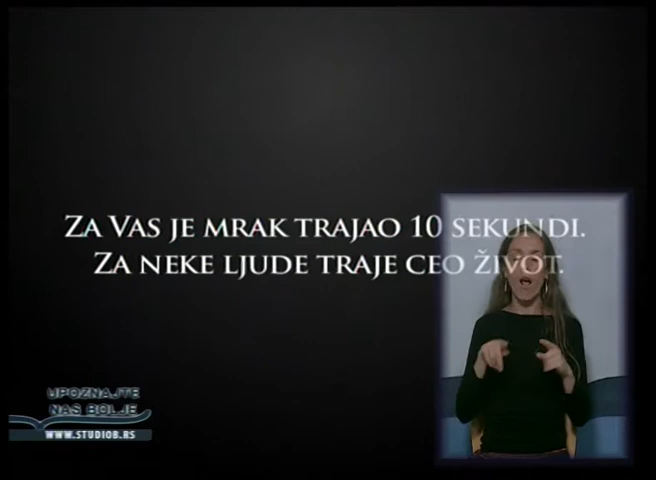 ZA VAS JE MRAK TRAJAO 10 SEKUNDI.
ZA NEKE LJUDE TRAJE CEO ŽIVOT.
UPOZNAJTE
NAS BOLJE
WWW.STUDIOB.RS